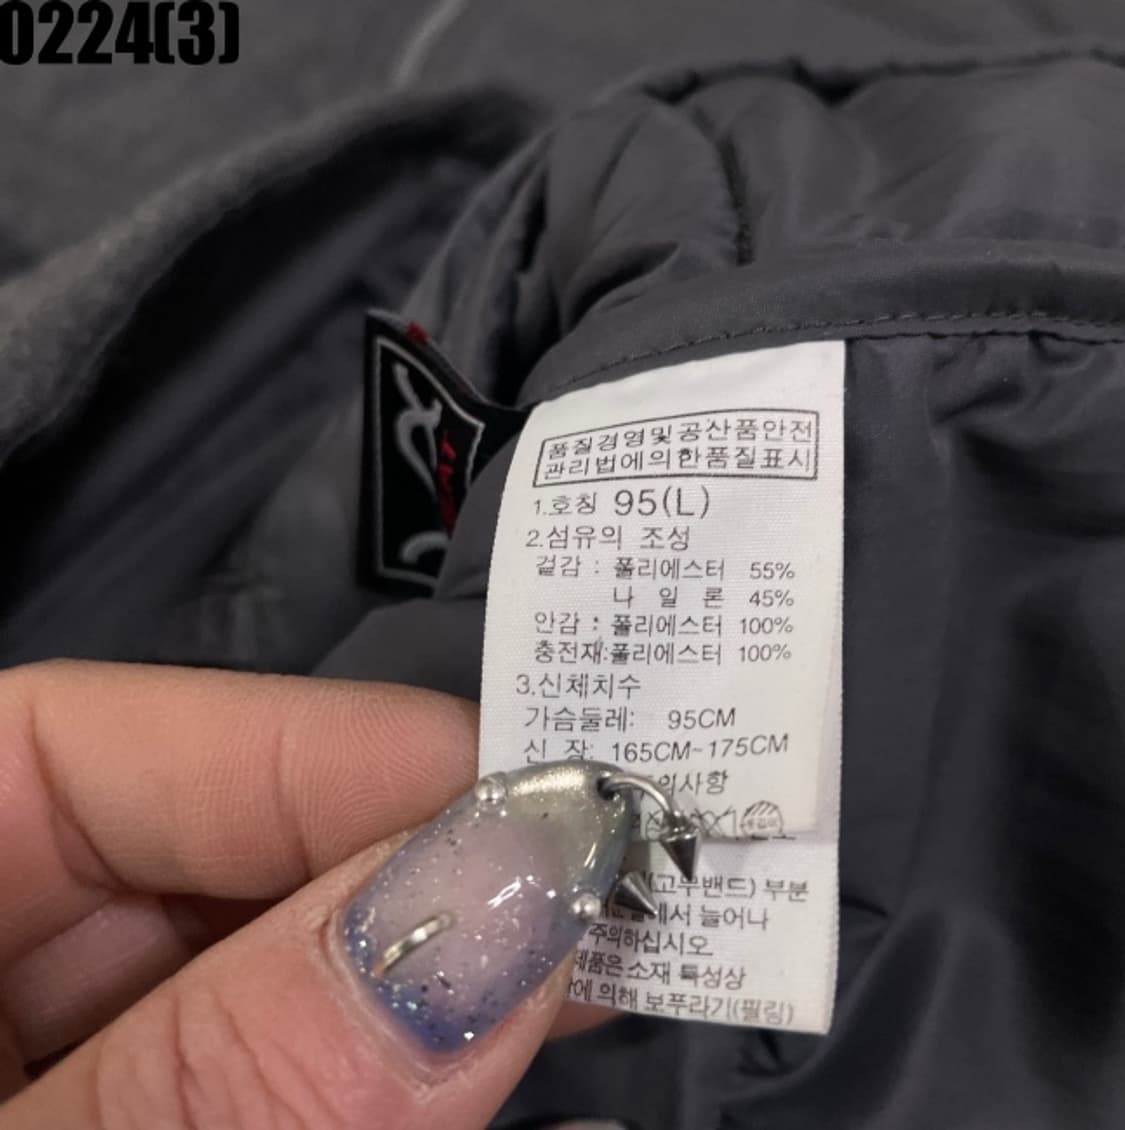 0224(3)
품질경영및공산품안전
관리법에의한품질표시
1.호칭 95(L)
2.섬유의 조성
겉감 : 폴리에스터 55%
나 일 론 45%
안감 : 폴리에스터 100%
충전재:폴리에스터 100%
3.신체치수
가슴둘레: 95CM
신 장: 165CM~175CM
의사항
(고무밴드) 부분
에서 늘어나
주의하십시오
제품은 소재 특성상
에 의해 보푸라기(필링)